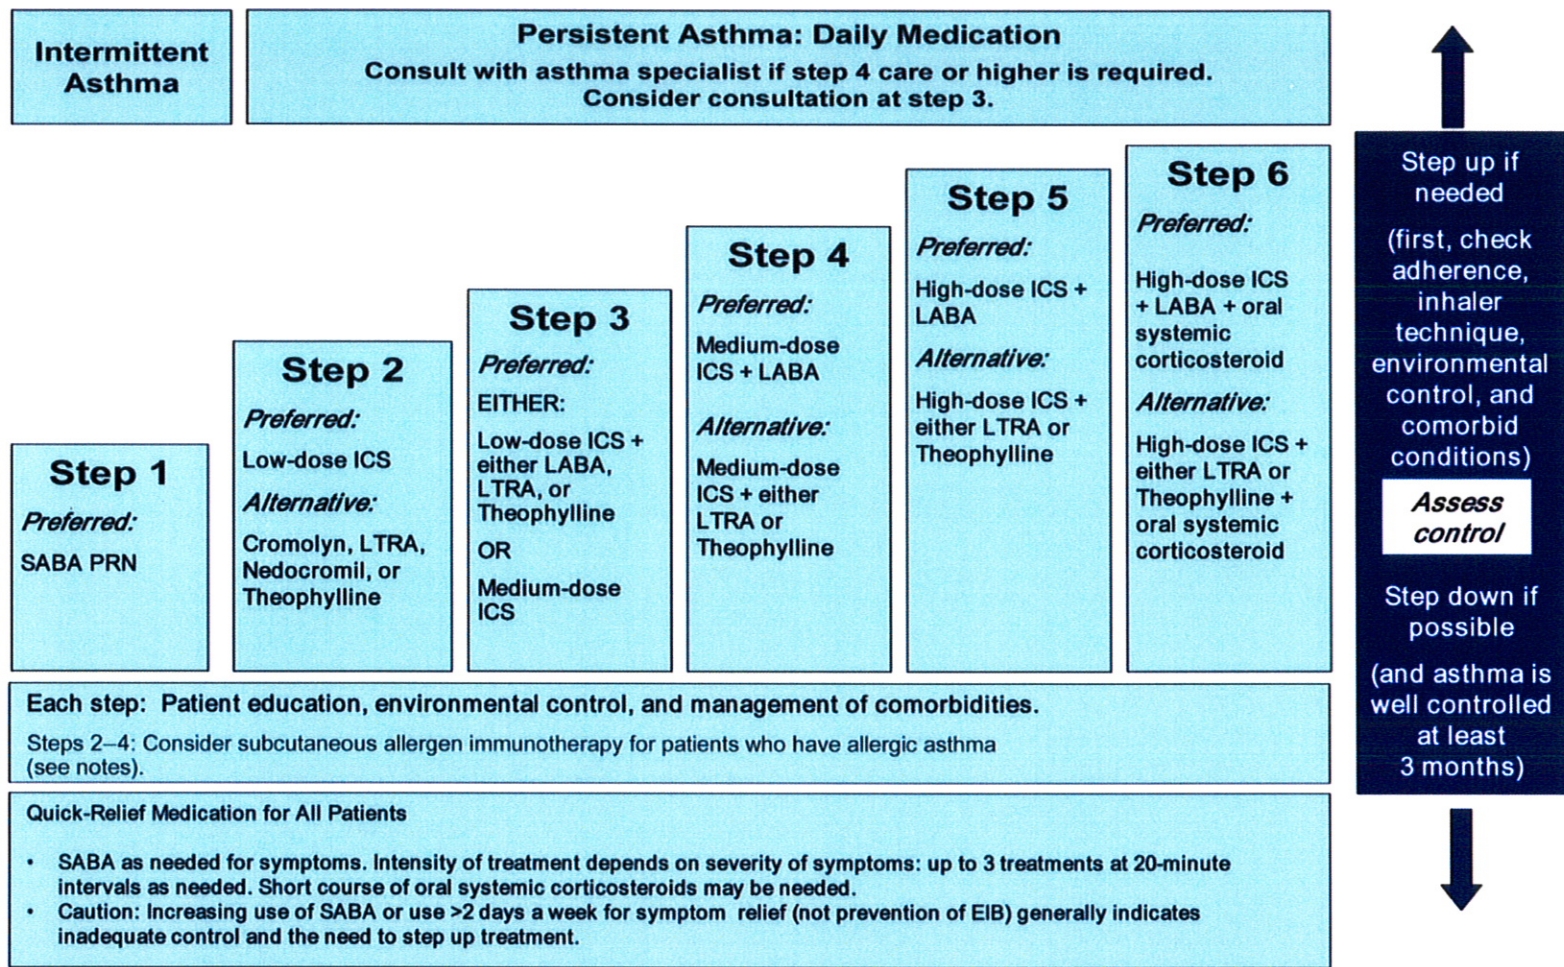 Intermittent
Asthma
Persistent Asthma: Daily Medication
Consult with asthma specialist if step 4 care or higher is required.
Consider consultation at step 3.
Step 1
Preferred:
SABA PRN
Step 2
Preferred:
Low-dose ICS
Alternative:
Cromolyn, LTRA,
Nedocromil, or
Theophylline
Step 3
Preferred:
EITHER:
Low-dose ICS +
either LABA,
LTRA, or
Theophylline
OR
Medium-dose
ICS
Step 4
Preferred:
Medium-dose
ICS + LABA
Alternative:
Medium-dose
ICS + either
LTRA or
Theophylline
Step 5
Preferred:
High-dose ICS +
LABA
Alternative:
High-dose ICS +
either LTRA or
Theophylline
Step 6
Preferred:
High-dose ICS
+ LABA + oral
systemic
corticosteroid
Alternative:
High-dose ICS +
either LTRA or
Theophylline +
oral systemic
corticosteroid
Each step: Patient education, environmental control, and management of comorbidities.
Steps 2–4: Consider subcutaneous allergen immunotherapy for patients who have allergic asthma
(see notes).
Quick-Relief Medication for All Patients
• SABA as needed for symptoms. Intensity of treatment depends on severity of symptoms: up to 3 treatments at 20-minute
intervals as needed. Short course of oral systemic corticosteroids may be needed.
• Caution: Increasing use of SABA or use >2 days a week for symptom relief (not prevention of EIB) generally indicates
inadequate control and the need to step up treatment.
Step up if
needed
(first, check
adherence,
inhaler
technique,
environmental
control, and
comorbid
conditions)
Assess
control
Step down if
possible
(and asthma is
well controlled
at least
3 months)